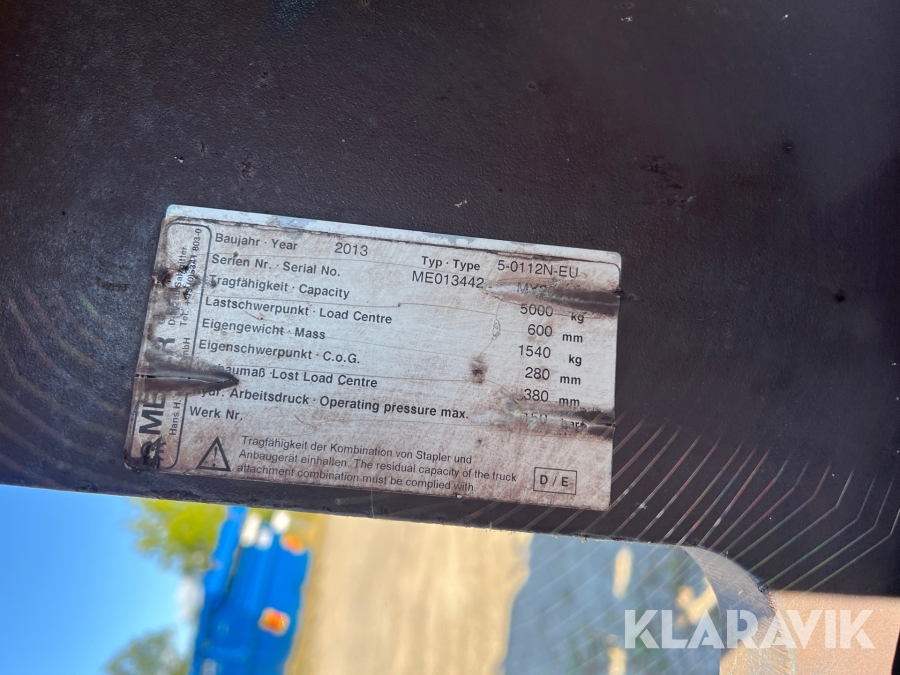 Baujahr · Year 2013 Typ · Type 5-0112N-EU
Serien Nr. · Serial No. ME013442
Tragfähigkeit · Capacity 5000 kg
Lastschwerpunkt · Load Centre 600 mm
Eigengewicht · Mass 1540 kg
Eigenschwerpunkt · C.o.G. 280 mm
Lost Load Centre 380 mm
Arbeitsdruck · Operating pressure max. 150 bar
Werk Nr.
Tragfähigkeit der Kombination von Stapler und
Anbaugerät einhalten. The residual capacity of the truck
attachment combination must be complied with.
D / E
Hans H.
KLARAVIK